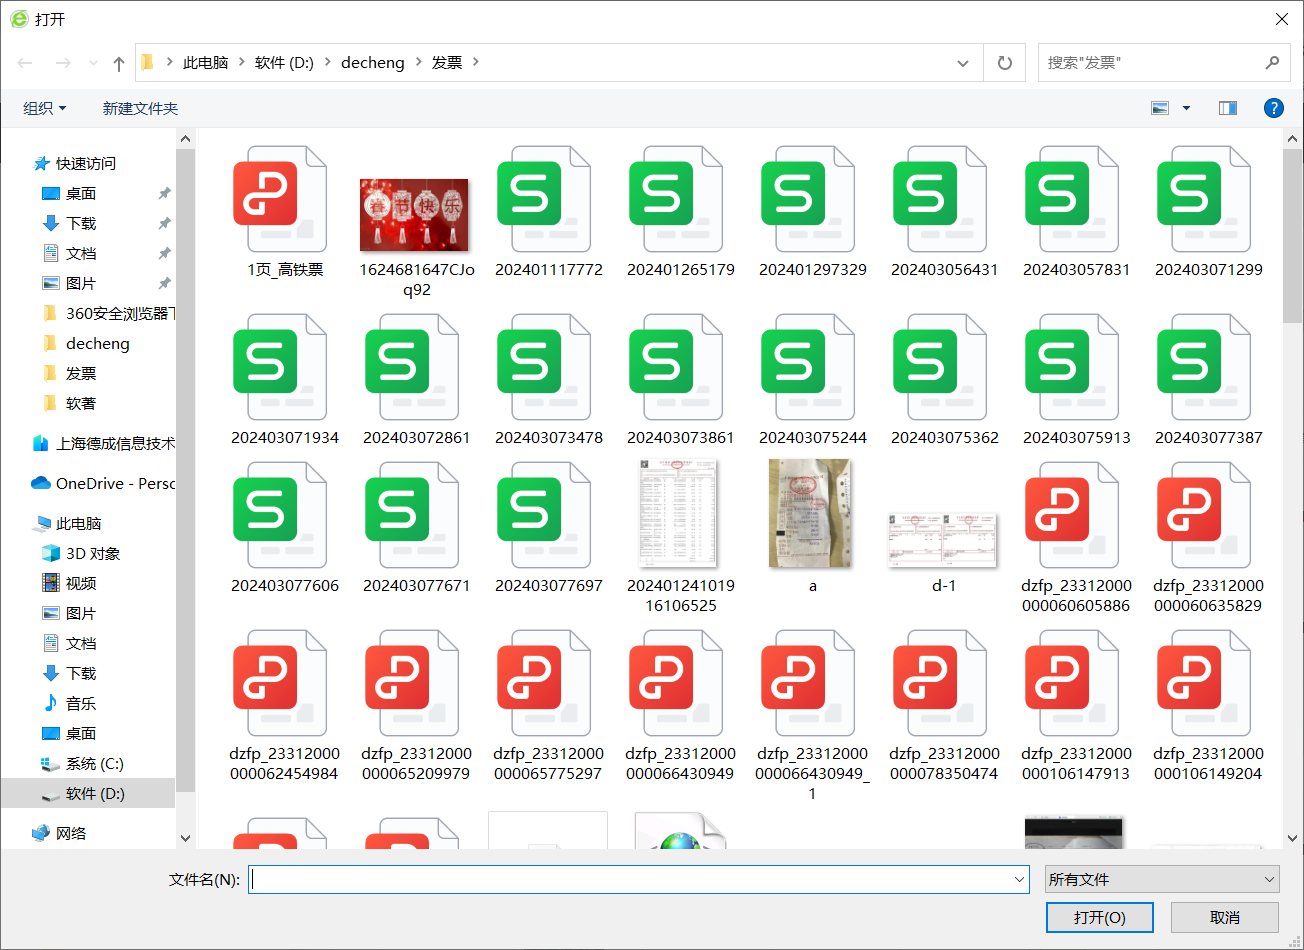 打开
此电脑 软件 (D:) decheng 发票
搜索"发票"
组织 新建文件夹
快速访问
桌面
下载
文档
图片
360安全浏览器下
decheng
发票
软著
上海德成信息技术
OneDrive - Perso
此电脑
3D 对象
视频
图片
文档
下载
音乐
桌面
系统 (C:)
软件 (D:)
网络
春节快乐
1页_高铁票
1624681647CJo
q92
202401117772
202401265179
202401297329
202403056431
202403057831
202403071299
202403071934
202403072861
202403073478
202403073861
202403075244
202403075362
202403075913
202403077387
202403077606
202403077671
202403077697
202401241019
16106525
a
d-1
dzfp_23312000
000060605886
dzfp_23312000
000060635829
dzfp_23312000
000062454984
dzfp_23312000
000065209979
dzfp_23312000
000065775297
dzfp_23312000
000066430949
dzfp_23312000
000066430949_
1
dzfp_23312000
000078350474
dzfp_23312000
000106147913
dzfp_23312000
000106149204
文件名(N):
所有文件
打开(O)
取消